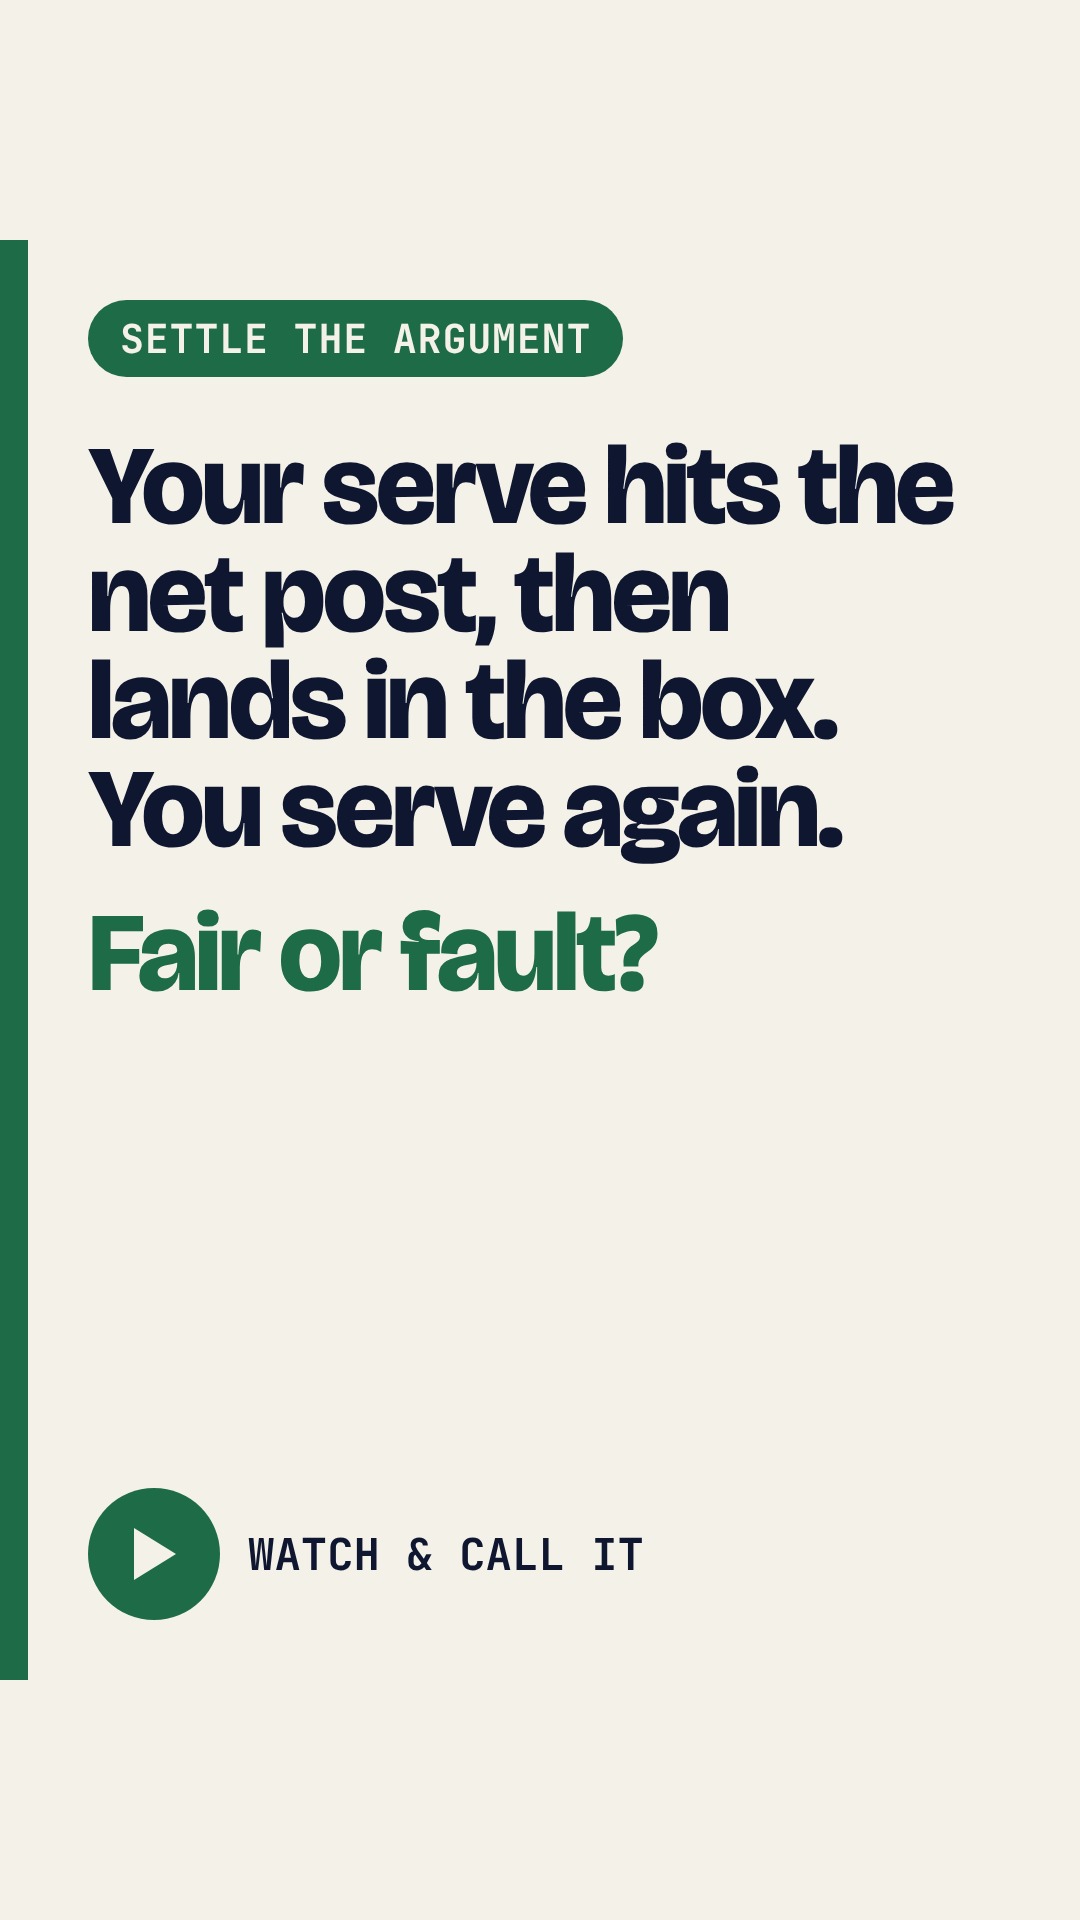 SETTLE THE ARGUMENT
Your serve hits the
net post, then
lands in the box.
You serve again.
Fair or fault?
WATCH & CALL IT